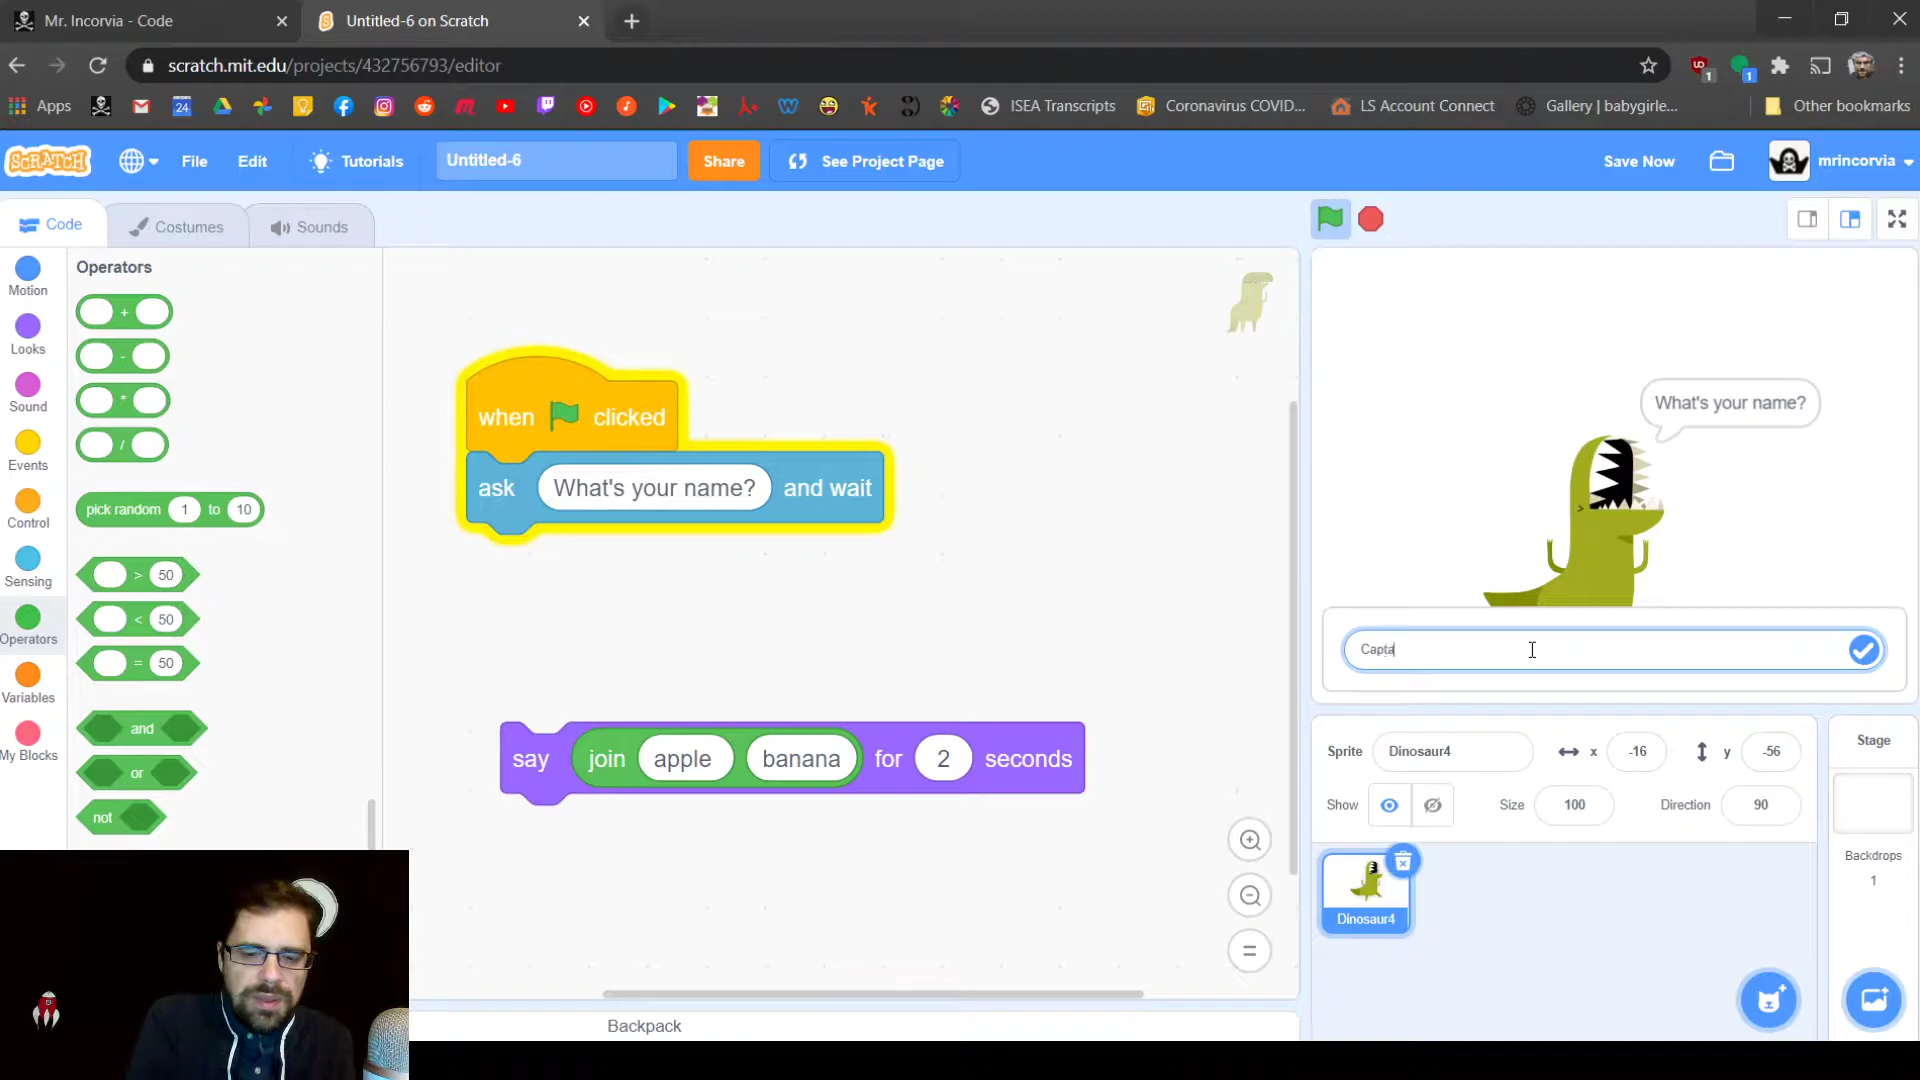 Mr. Incorvia - Code
Untitled-6 on Scratch
scratch.mit.edu/projects/432756793/editor
UD
1
1
Apps
24
ISEA Transcripts
Coronavirus COVID...
LS Account Connect
Gallery | babygirle...
Other bookmarks
SCRATCH
File
Edit
Tutorials
Untitled-6
Share
See Project Page
Save Now
mrincorvia
Code
Costumes
Sounds
Motion
Looks
Sound
Events
Control
Sensing
Operators
Variables
My Blocks
Operators
+
-
*
/
pick random 1 to 10
> 50
< 50
= 50
and
or
not
when clicked
ask What's your name? and wait
say join apple banana for 2 seconds
Backpack
What's your name?
Capta
Sprite Dinosaur4 x -16 y -56
Show Size 100 Direction 90
Dinosaur4
Stage
Backdrops
1